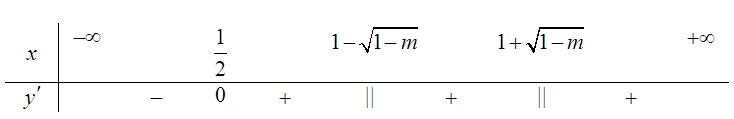 x −∞ 1/2 1−√(1−m) 1+√(1−m) +∞
y′ − 0 + || + || +